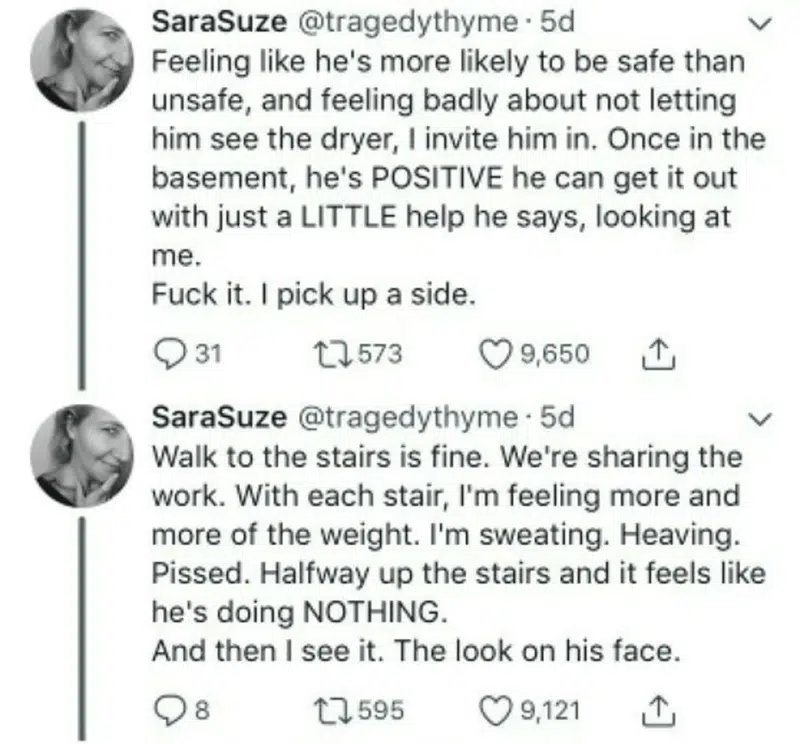 SaraSuze @tragedythyme · 5d
Feeling like he's more likely to be safe than
unsafe, and feeling badly about not letting
him see the dryer, I invite him in. Once in the
basement, he's POSITIVE he can get it out
with just a LITTLE help he says, looking at
me.
Fuck it. I pick up a side.
31 573 9,650
SaraSuze @tragedythyme · 5d
Walk to the stairs is fine. We're sharing the
work. With each stair, I'm feeling more and
more of the weight. I'm sweating. Heaving.
Pissed. Halfway up the stairs and it feels like
he's doing NOTHING.
And then I see it. The look on his face.
8 595 9,121